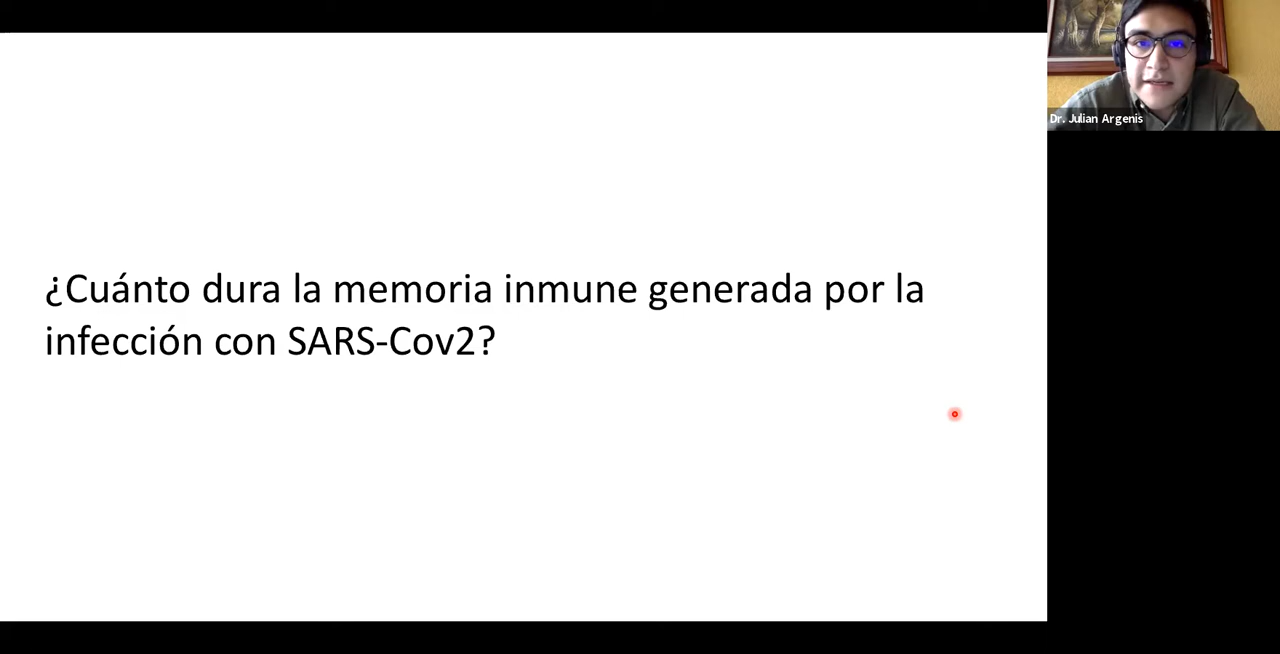 ¿Cuánto dura la memoria inmune generada por la
infección con SARS-Cov2?
Dr. Julian Argenis